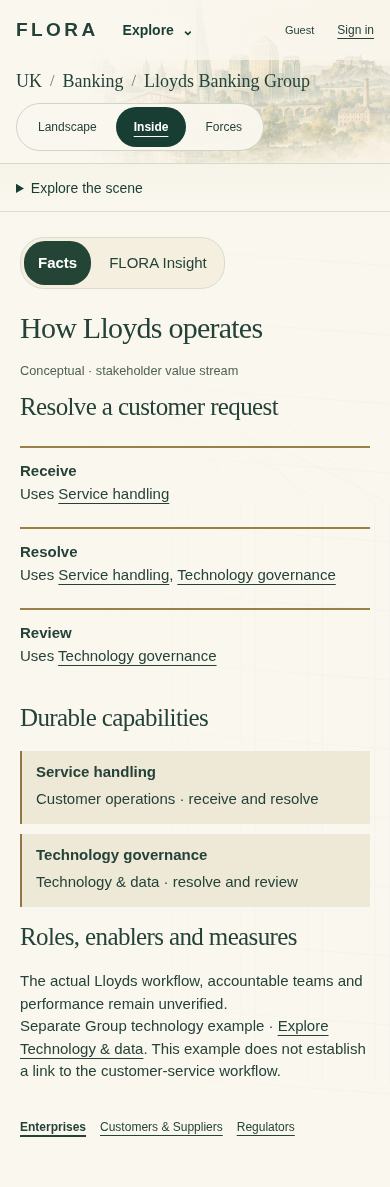 FLORA Explore Guest Sign in
UK / Banking / Lloyds Banking Group
Landscape Inside Forces
Explore the scene
Facts FLORA Insight
How Lloyds operates
Conceptual · stakeholder value stream
Resolve a customer request
Receive
Uses Service handling
Resolve
Uses Service handling, Technology governance
Review
Uses Technology governance
Durable capabilities
Service handling
Customer operations · receive and resolve
Technology governance
Technology & data · resolve and review
Roles, enablers and measures
The actual Lloyds workflow, accountable teams and
performance remain unverified.
Separate Group technology example · Explore
Technology & data. This example does not establish
a link to the customer-service workflow.
Enterprises Customers & Suppliers Regulators